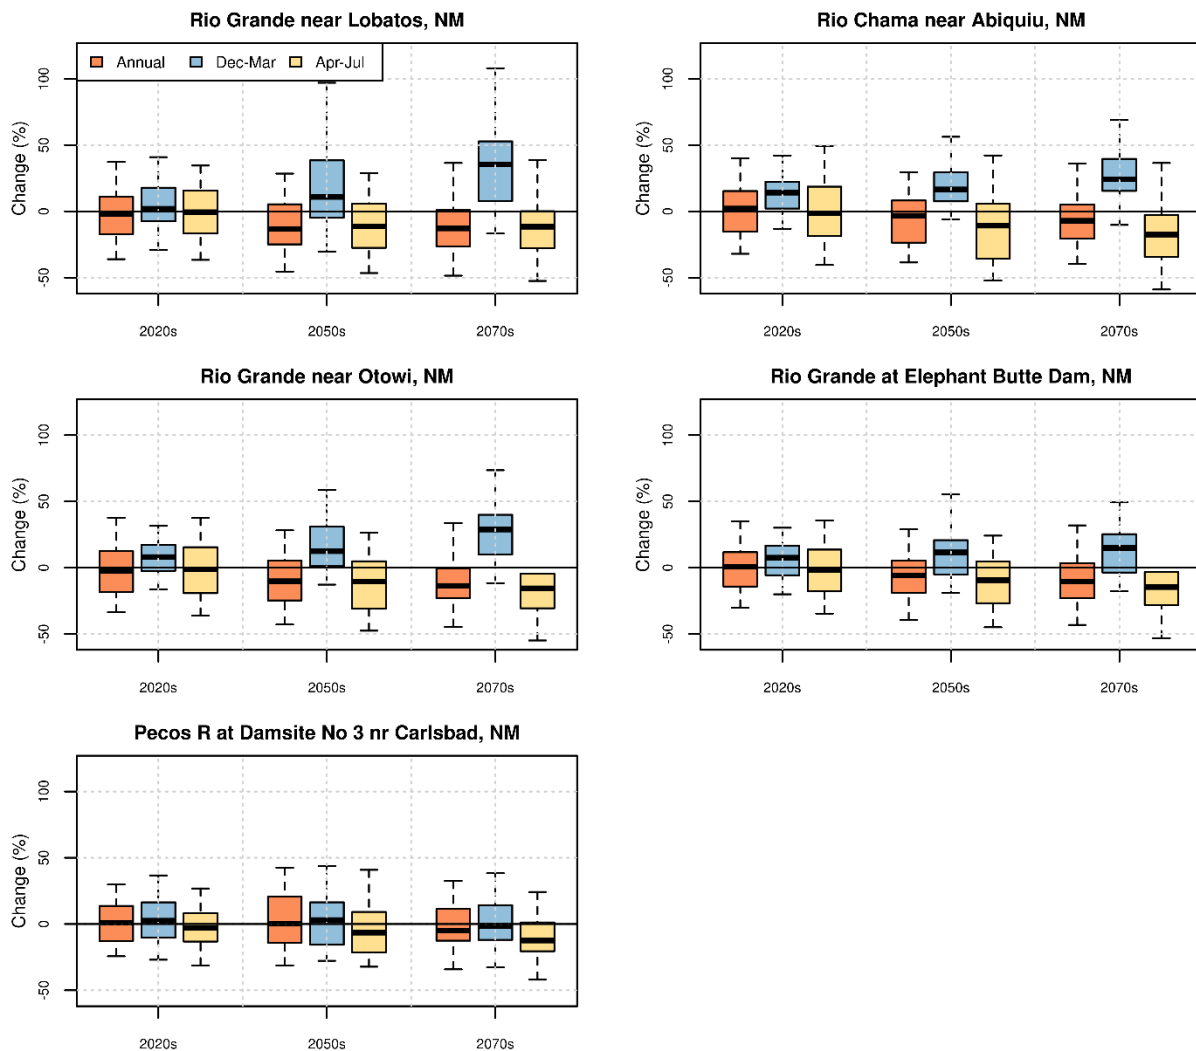 Rio Grande near Lobatos, NM
Annual Dec-Mar Apr-Jul
Change (%)
100
50
0
-50
2020s 2050s 2070s
Rio Chama near Abiquiu, NM
Change (%)
100
50
0
-50
2020s 2050s 2070s
Rio Grande near Otowi, NM
Change (%)
100
50
0
-50
2020s 2050s 2070s
Rio Grande at Elephant Butte Dam, NM
Change (%)
100
50
0
-50
2020s 2050s 2070s
Pecos R at Damsite No 3 nr Carlsbad, NM
Change (%)
100
50
0
-50
2020s 2050s 2070s